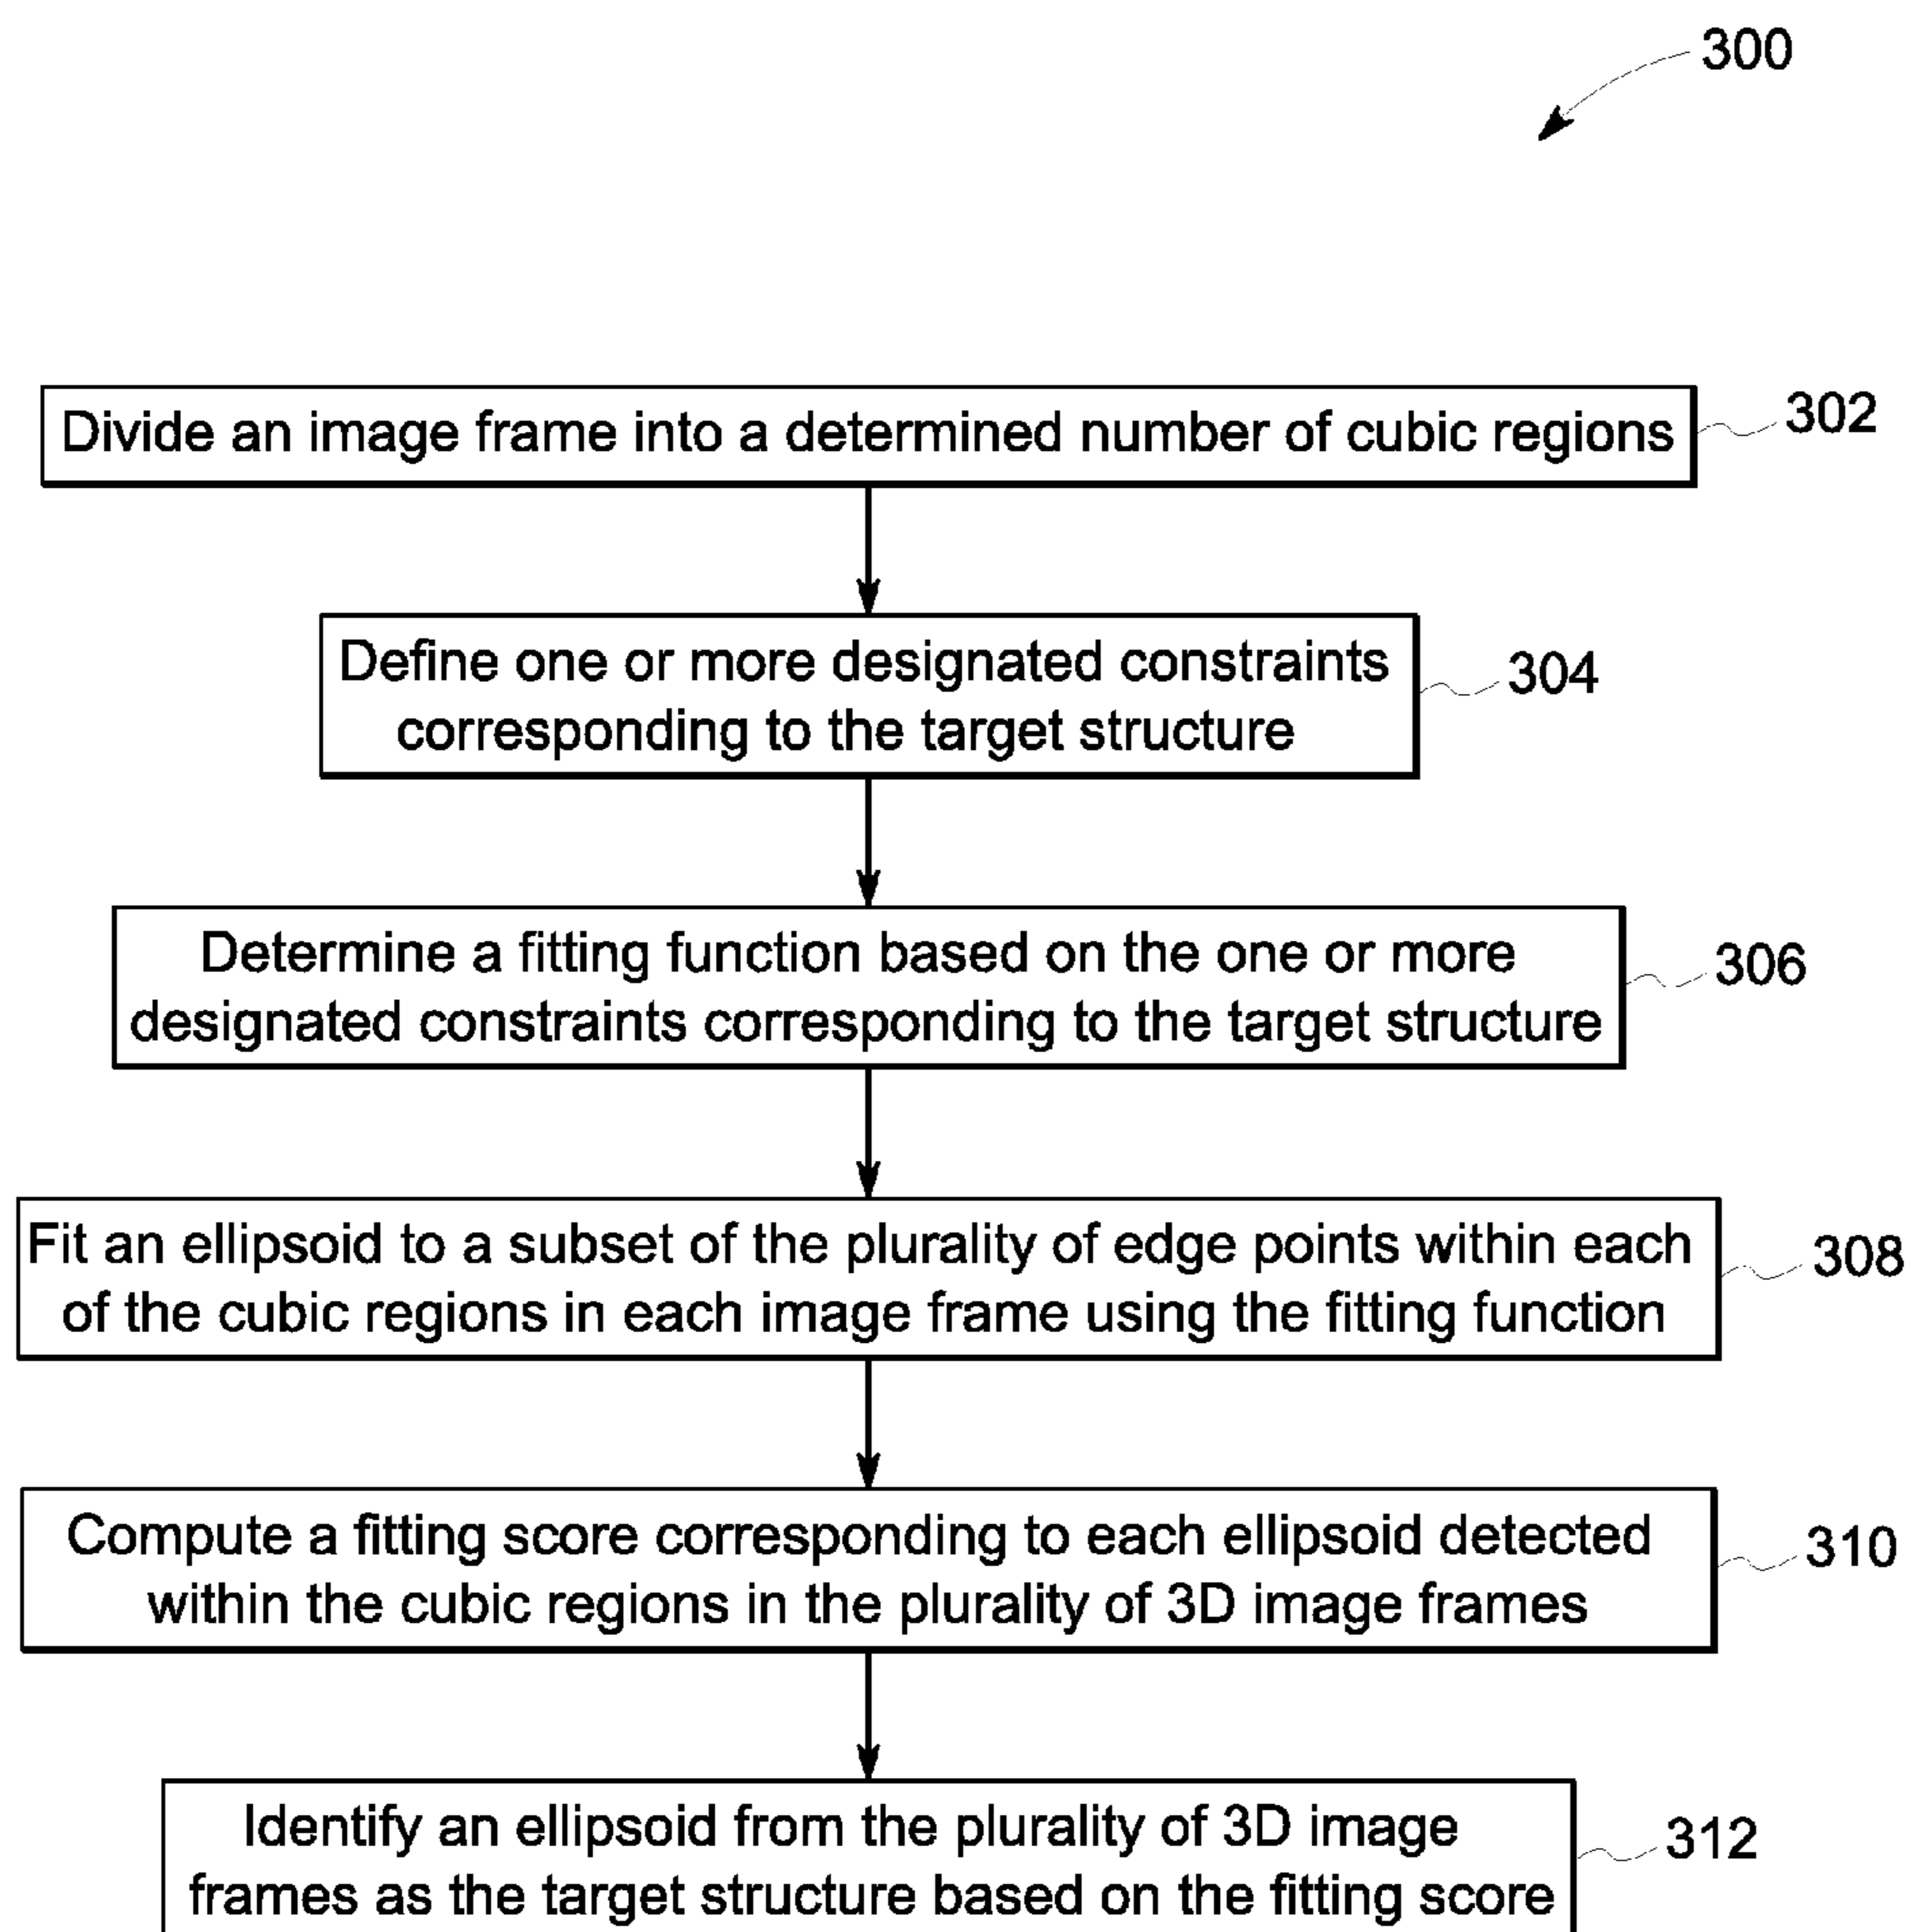 300
Divide an image frame into a determined number of cubic regions
302
Define one or more designated constraints
corresponding to the target structure
304
Determine a fitting function based on the one or more
designated constraints corresponding to the target structure
306
Fit an ellipsoid to a subset of the plurality of edge points within each
of the cubic regions in each image frame using the fitting function
308
Compute a fitting score corresponding to each ellipsoid detected
within the cubic regions in the plurality of 3D image frames
310
Identify an ellipsoid from the plurality of 3D image
frames as the target structure based on the fitting score
312